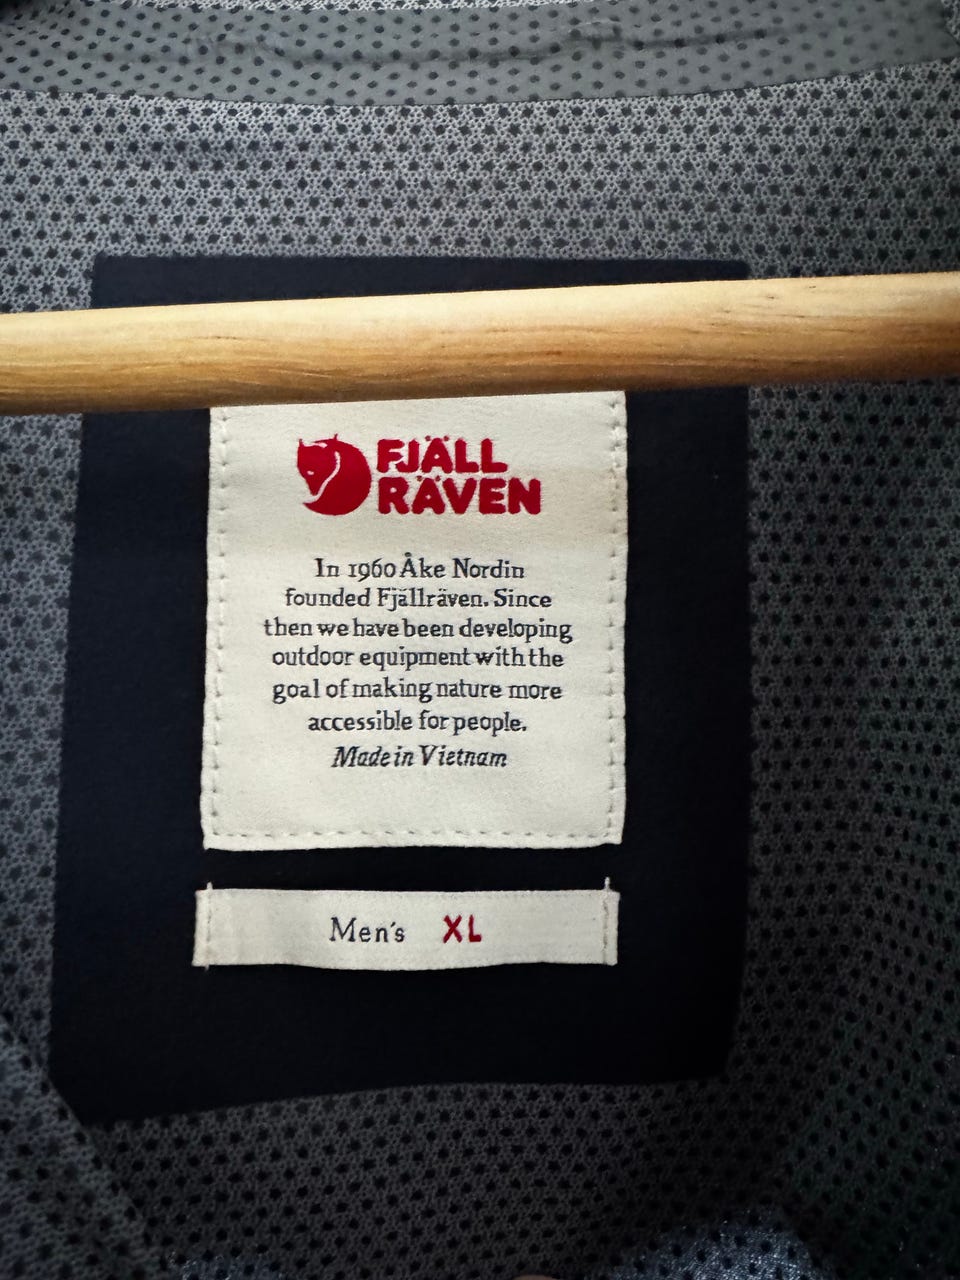 FJÄLL
RÄVEN
In 1960 Åke Nordin
founded Fjällräven. Since
then we have been developing
outdoor equipment with the
goal of making nature more
accessible for people.
Made in Vietnam
Men's XL